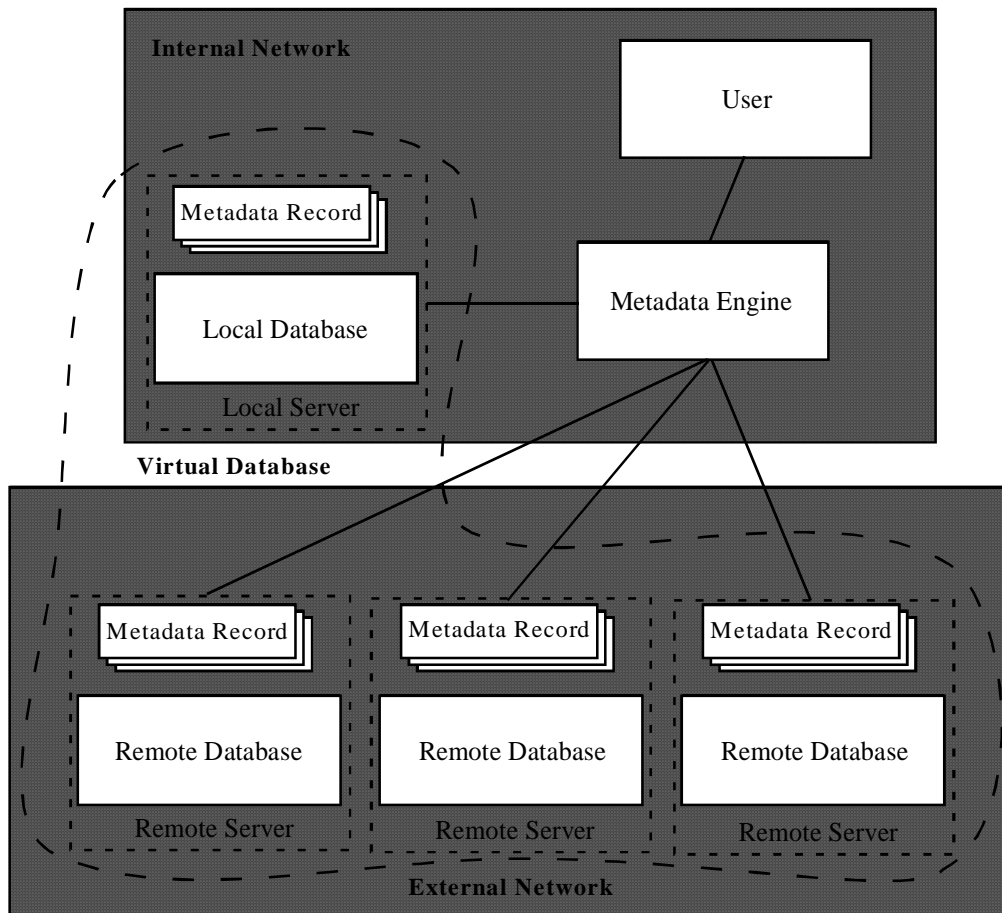 Internal Network
User
Metadata Record
Metadata Engine
Local Database
Local Server
Virtual Database
Metadata Record
Metadata Record
Metadata Record
Remote Database
Remote Database
Remote Database
Remote Server
Remote Server
Remote Server
External Network